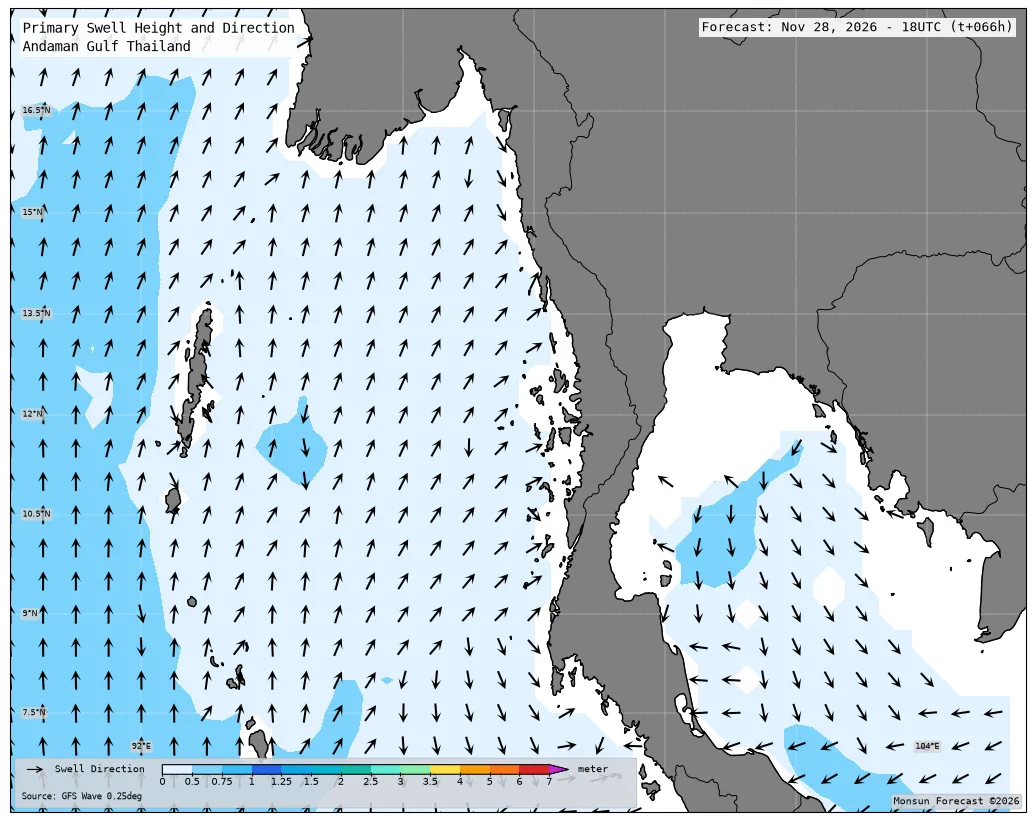 Primary Swell Height and Direction
Andaman Gulf Thailand
Forecast: Nov 28, 2026 - 18UTC (t+066h)
16.5°N
15°N
13.5°N
12°N
10.5°N
9°N
7.5°N
92°E
104°E
Swell Direction
0 0.5 0.75 1 1.25 1.5 2 2.5 3 3.5 4 5 6 7
meter
Source: GFS Wave 0.25deg
Monsun Forecast ©2026